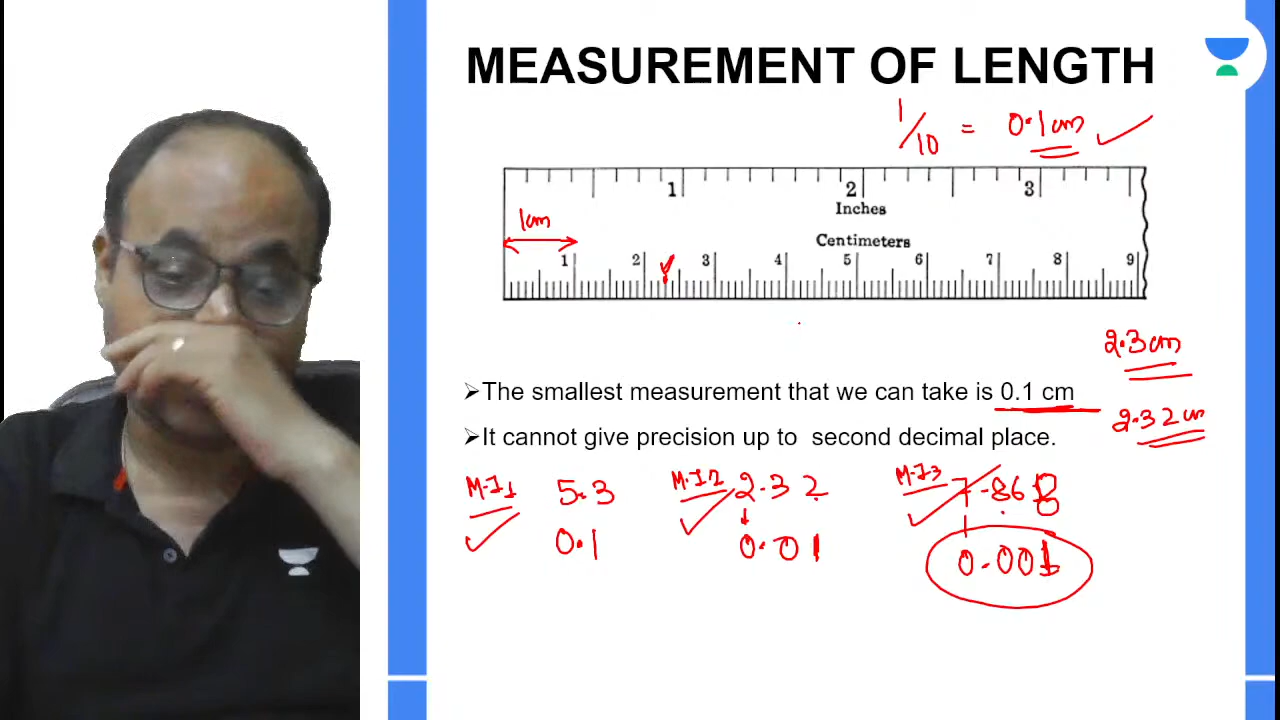 MEASUREMENT OF LENGTH
1/10 = 0.1cm
1 2 3
Inches
1cm
Centimeters
1 2 3 4 5 6 7 8 9
2.3cm
➢The smallest measurement that we can take is 0.1 cm
2.32cm
➢It cannot give precision up to second decimal place.
M.I1 5.3 M.I2 2.32 M.I3 7.868
0.1 0.01 0.001